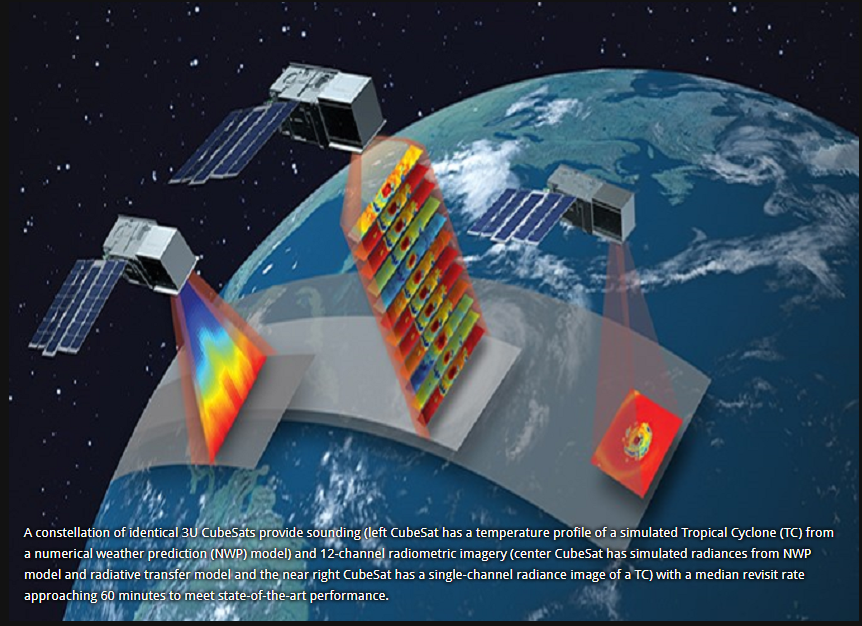 A constellation of identical 3U CubeSats provide sounding (left CubeSat has a temperature profile of a simulated Tropical Cyclone (TC) from
a numerical weather prediction (NWP) model) and 12-channel radiometric imagery (center CubeSat has simulated radiances from NWP
model and radiative transfer model and the near right CubeSat has a single-channel radiance image of a TC) with a median revisit rate
approaching 60 minutes to meet state-of-the-art performance.